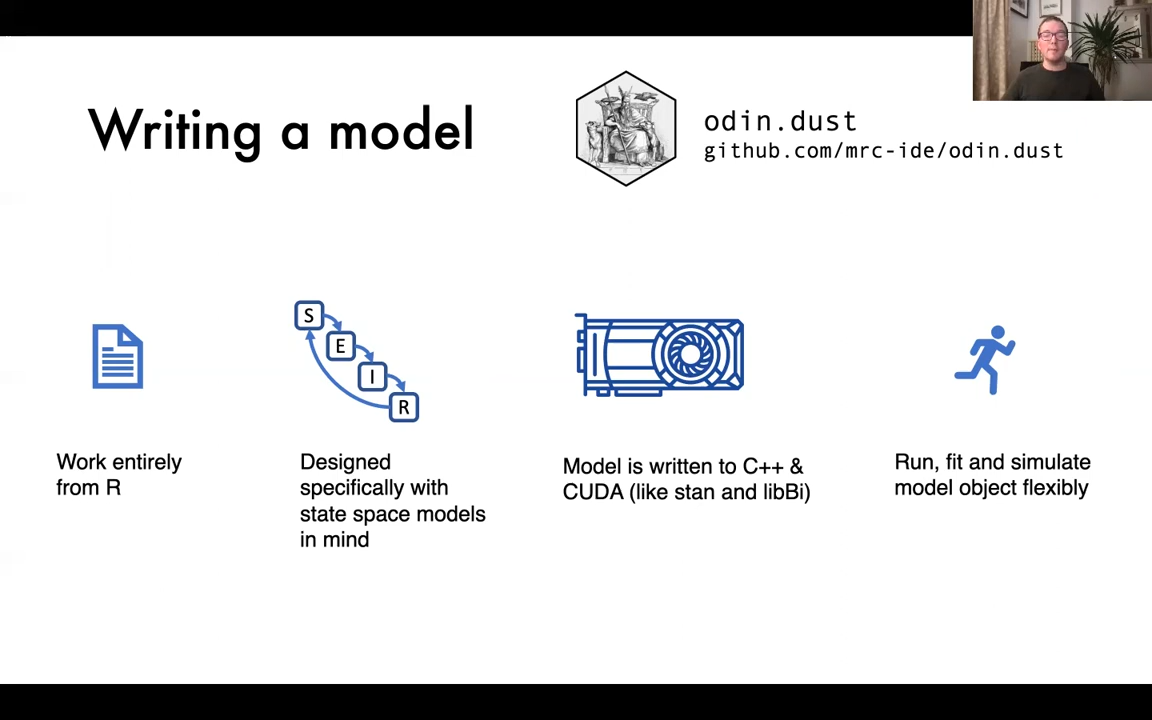 Writing a model
odin.dust
github.com/mrc-ide/odin.dust
S
E
I
R
Work entirely
from R
Designed
specifically with
state space models
in mind
Model is written to C++ &
CUDA (like stan and libBi)
Run, fit and simulate
model object flexibly